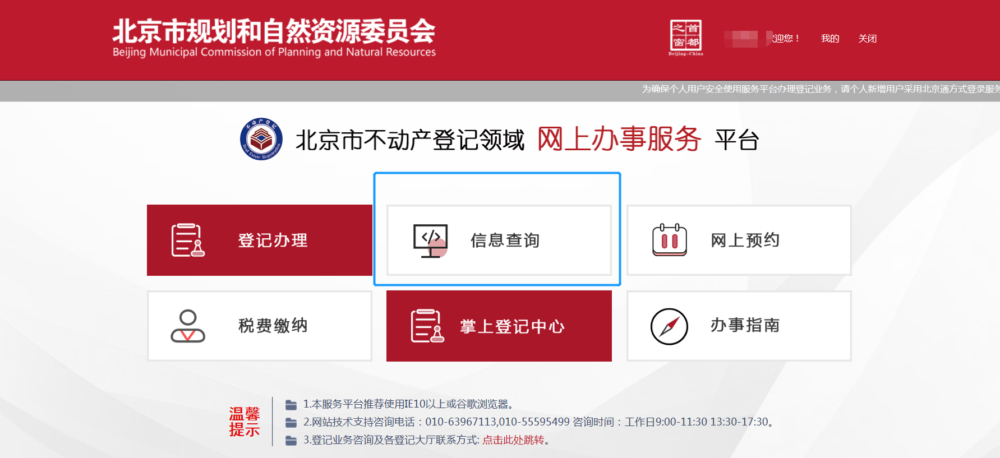 北京市规划和自然资源委员会
Beijing Municipal Commission of Planning and Natural Resources
首都之窗
Beijing-China
迎您！ 我的 关闭
为确保个人用户安全使用服务平台办理登记业务，请个人新增用户采用北京通方式登录服务
不动产登记
Real Estate Registration
北京市不动产登记领域 网上办事服务 平台
登记办理
信息查询
网上预约
税费缴纳
掌上登记中心
办事指南
温馨提示
1.本服务平台推荐使用IE10以上或谷歌浏览器。
2.网站技术支持咨询电话：010-63967113,010-55595499 咨询时间：工作日9:00-11:30 13:30-17:30。
3.登记业务咨询及各登记大厅联系方式: 点击此处跳转。